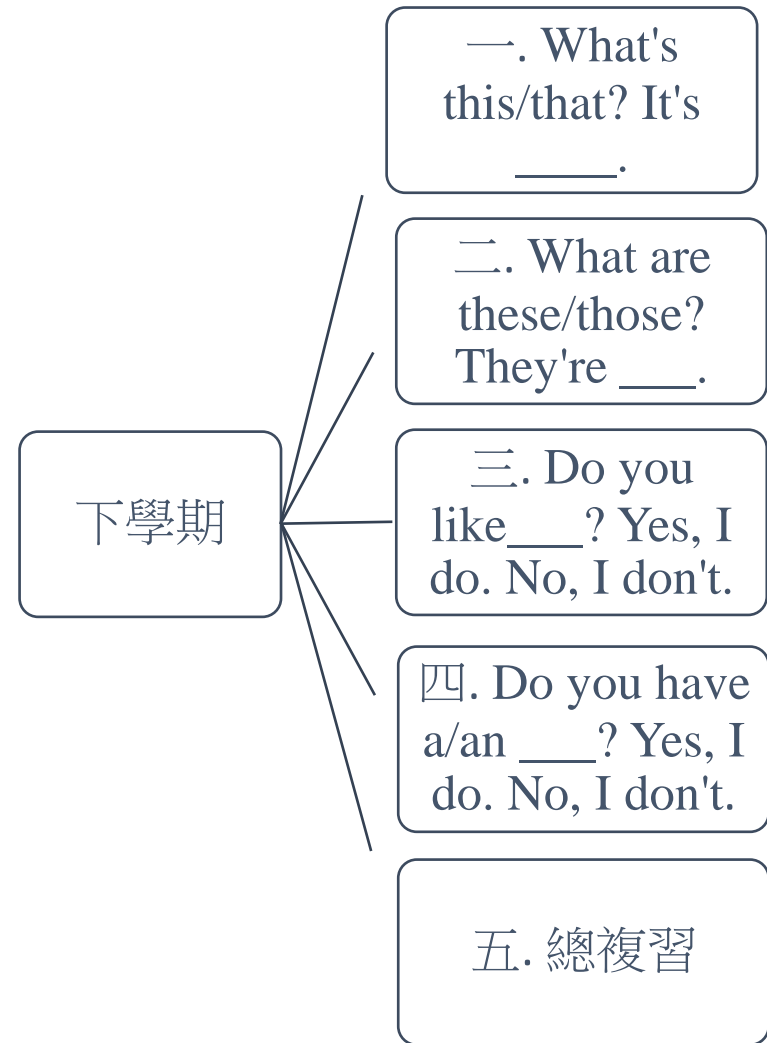 下學期
一. What's
this/that? It's
____.
二. What are
these/those?
They're ___.
三. Do you
like___? Yes, I
do. No, I don't.
四. Do you have
a/an ___? Yes, I
do. No, I don't.
五. 總複習